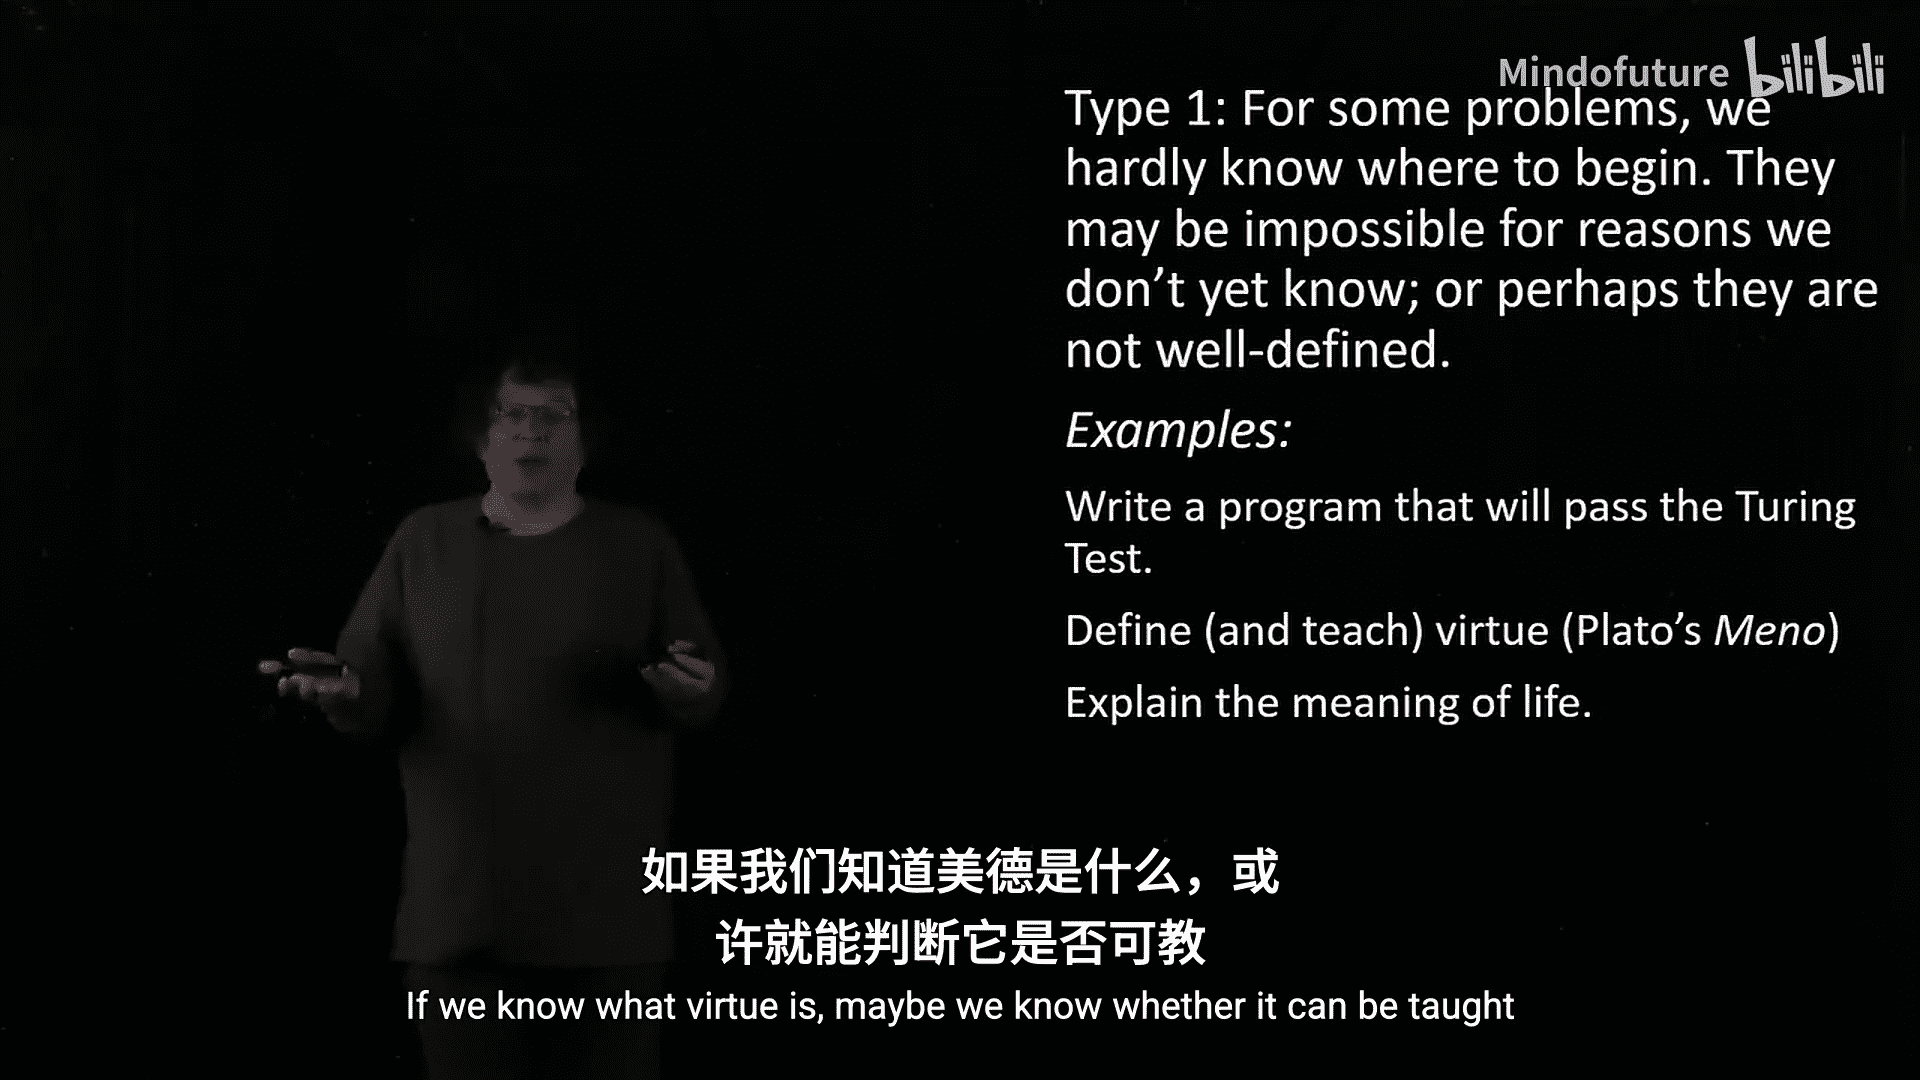 Mindofuture bilibili
Type 1: For some problems, we
hardly know where to begin. They
may be impossible for reasons we
don’t yet know; or perhaps they are
not well-defined.
Examples:
Write a program that will pass the Turing
Test.
Define (and teach) virtue (Plato’s Meno)
Explain the meaning of life.
如果我们知道美德是什么，或
许就能判断它是否可教
If we know what virtue is, maybe we know whether it can be taught